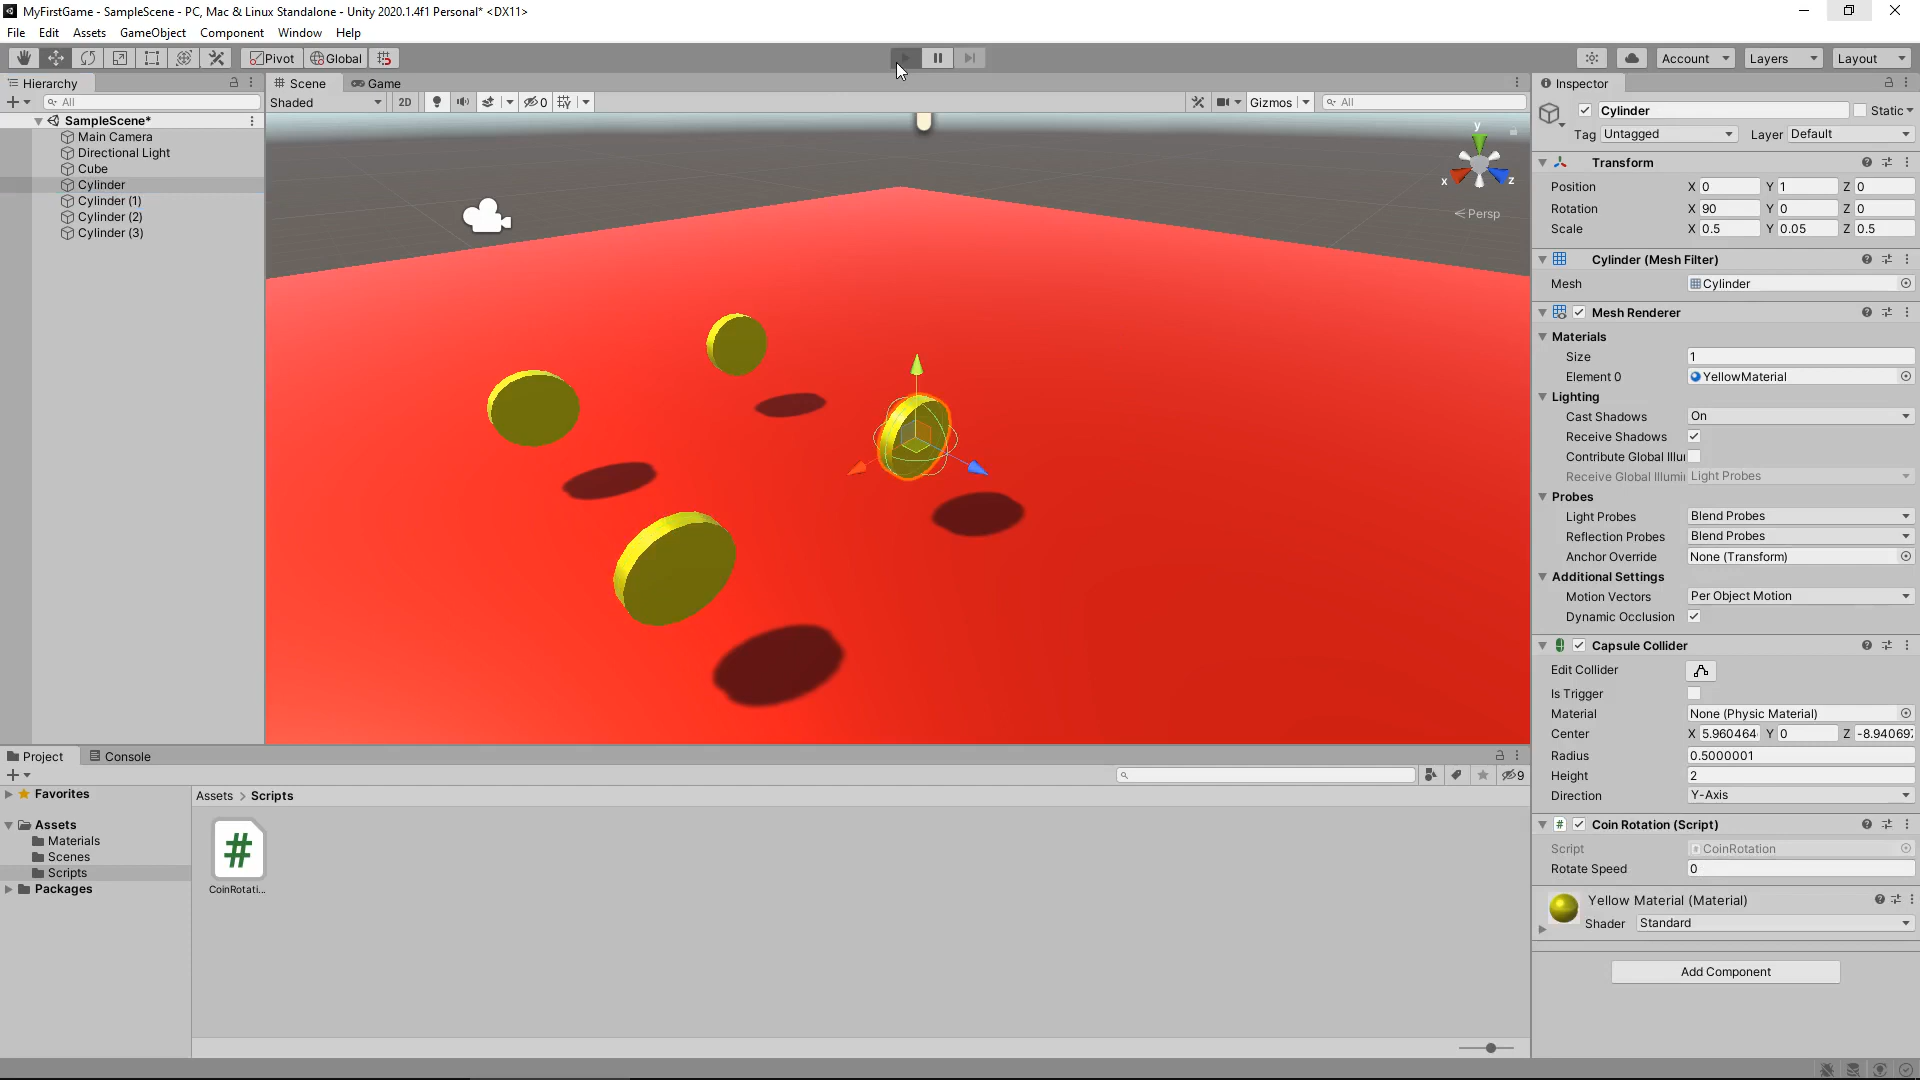 MyFirstGame - SampleScene - PC, Mac & Linux Standalone - Unity 2020.1.4f1 Personal* <DX11>
File Edit Assets GameObject Component Window Help
Pivot Global Account Layers Layout
Hierarchy
All
SampleScene*
Main Camera
Directional Light
Cube
Cylinder
Cylinder (1)
Cylinder (2)
Cylinder (3)
Scene Game
Shaded 2D 0 Gizmos All
y
x z
Persp
Inspector
Cylinder Static
Tag Untagged Layer Default
Transform
Position X 0 Y 1 Z 0
Rotation X 90 Y 0 Z 0
Scale X 0.5 Y 0.05 Z 0.5
Cylinder (Mesh Filter)
Mesh Cylinder
Mesh Renderer
Materials
Size 1
Element 0 YellowMaterial
Lighting
Cast Shadows On
Receive Shadows
Contribute Global Illu
Receive Global Illumin Light Probes
Probes
Light Probes Blend Probes
Reflection Probes Blend Probes
Anchor Override None (Transform)
Additional Settings
Motion Vectors Per Object Motion
Dynamic Occlusion
Capsule Collider
Edit Collider
Is Trigger
Material None (Physic Material)
Center X 5.960464 Y 0 Z -8.94069
Radius 0.5000001
Height 2
Direction Y-Axis
# Coin Rotation (Script)
Script CoinRotation
Rotate Speed 0
Yellow Material (Material)
Shader Standard
Add Component
Project Console
9
Favorites
Assets
Materials
Scenes
Scripts
Packages
Assets > Scripts
#
CoinRotati...